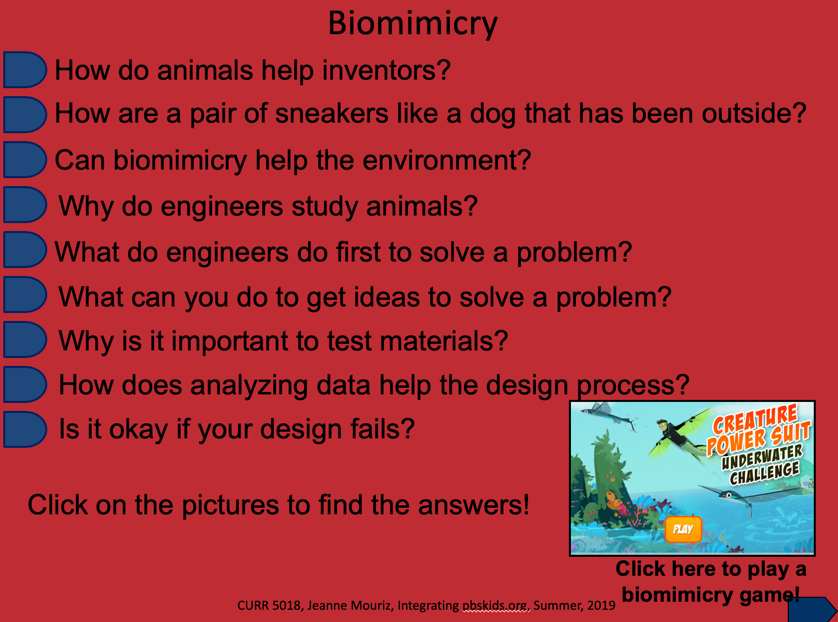 Biomimicry
How do animals help inventors?
How are a pair of sneakers like a dog that has been outside?
Can biomimicry help the environment?
Why do engineers study animals?
What do engineers do first to solve a problem?
What can you do to get ideas to solve a problem?
Why is it important to test materials?
How does analyzing data help the design process?
Is it okay if your design fails?
CREATURE
POWER SUIT
UNDERWATER
CHALLENGE
PLAY
Click on the pictures to find the answers!
Click here to play a
biomimicry game!
CURR 5018, Jeanne Mouriz, Integrating pbskids.org, Summer, 2019